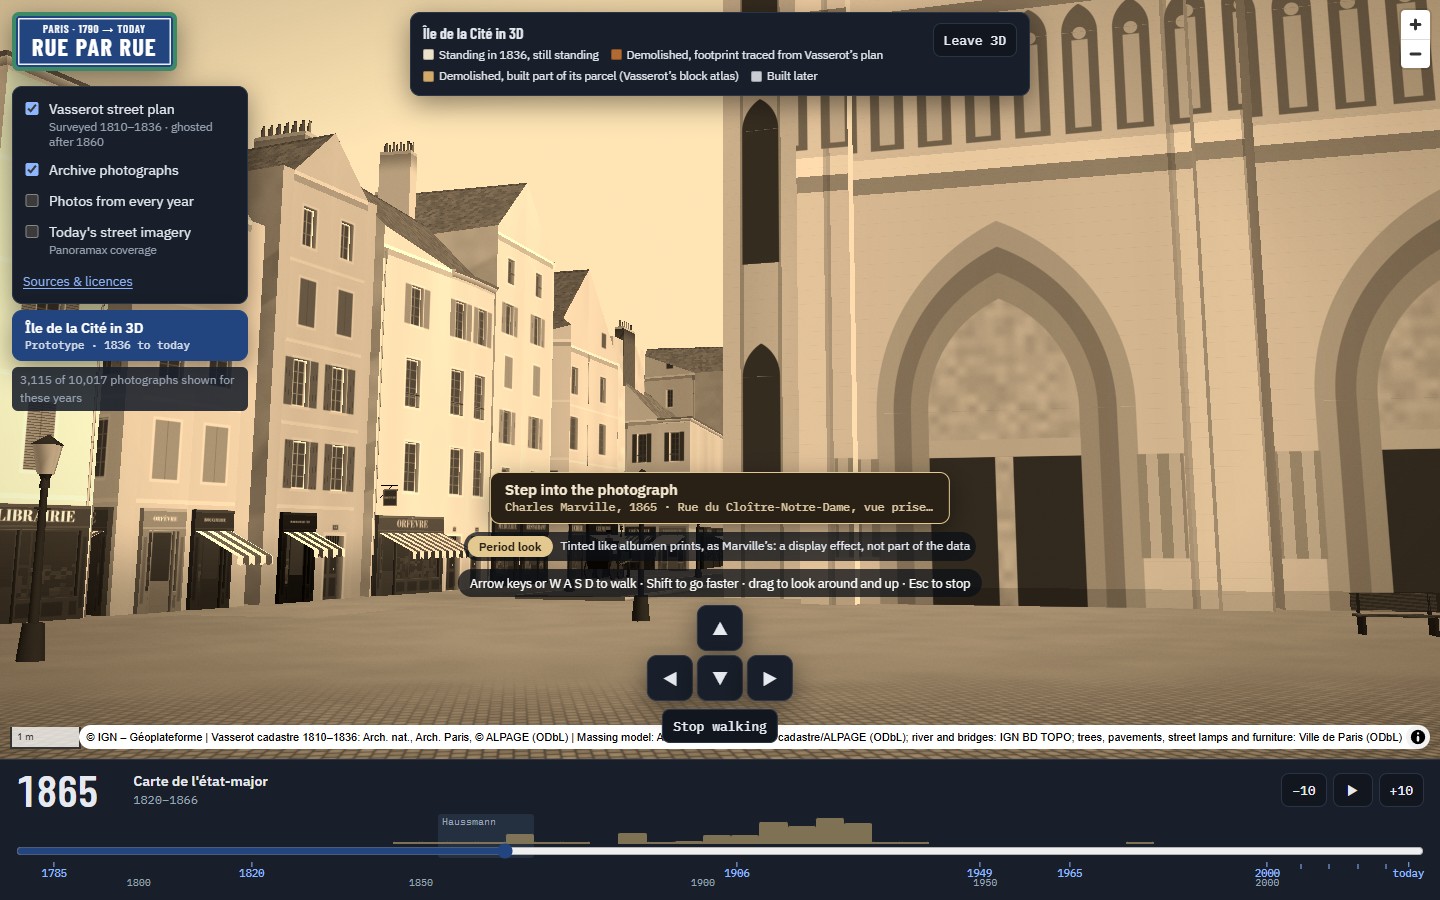 PARIS · 1790 → TODAY
RUE PAR RUE
Vasserot street plan
Surveyed 1810–1836 · ghosted
after 1860
Archive photographs
Photos from every year
Today's street imagery
Panoramax coverage
Sources & licences
Île de la Cité in 3D
Prototype · 1836 to today
3,115 of 10,017 photographs shown for
these years
Île de la Cité in 3D
Standing in 1836, still standing
Demolished, footprint traced from Vasserot's plan
Demolished, built part of its parcel (Vasserot's block atlas)
Built later
Leave 3D
+
−
LIBRAIRIE
ORFÈVRE
ORFÈVRE
Step into the photograph
Charles Marville, 1865 · Rue du Cloître-Notre-Dame, vue prise…
Period look
Tinted like albumen prints, as Marville's: a display effect, not part of the data
Arrow keys or W A S D to walk · Shift to go faster · drag to look around and up · Esc to stop
▲
◀ ▼ ▶
Stop walking
1 m
© IGN – Géoplateforme | Vasserot cadastre 1810–1836: Arch. nat., Arch. Paris, © ALPAGE (ODbL) | Massing model: cadastre/ALPAGE (ODbL); river and bridges: IGN BD TOPO; trees, pavements, street lamps and furniture: Ville de Paris (ODbL)
1865
Carte de l'état-major
1820–1866
−10
+10
Haussmann
1785 1820 1906 1949 1965 2000 today
1800 1850 1900 1950 2000